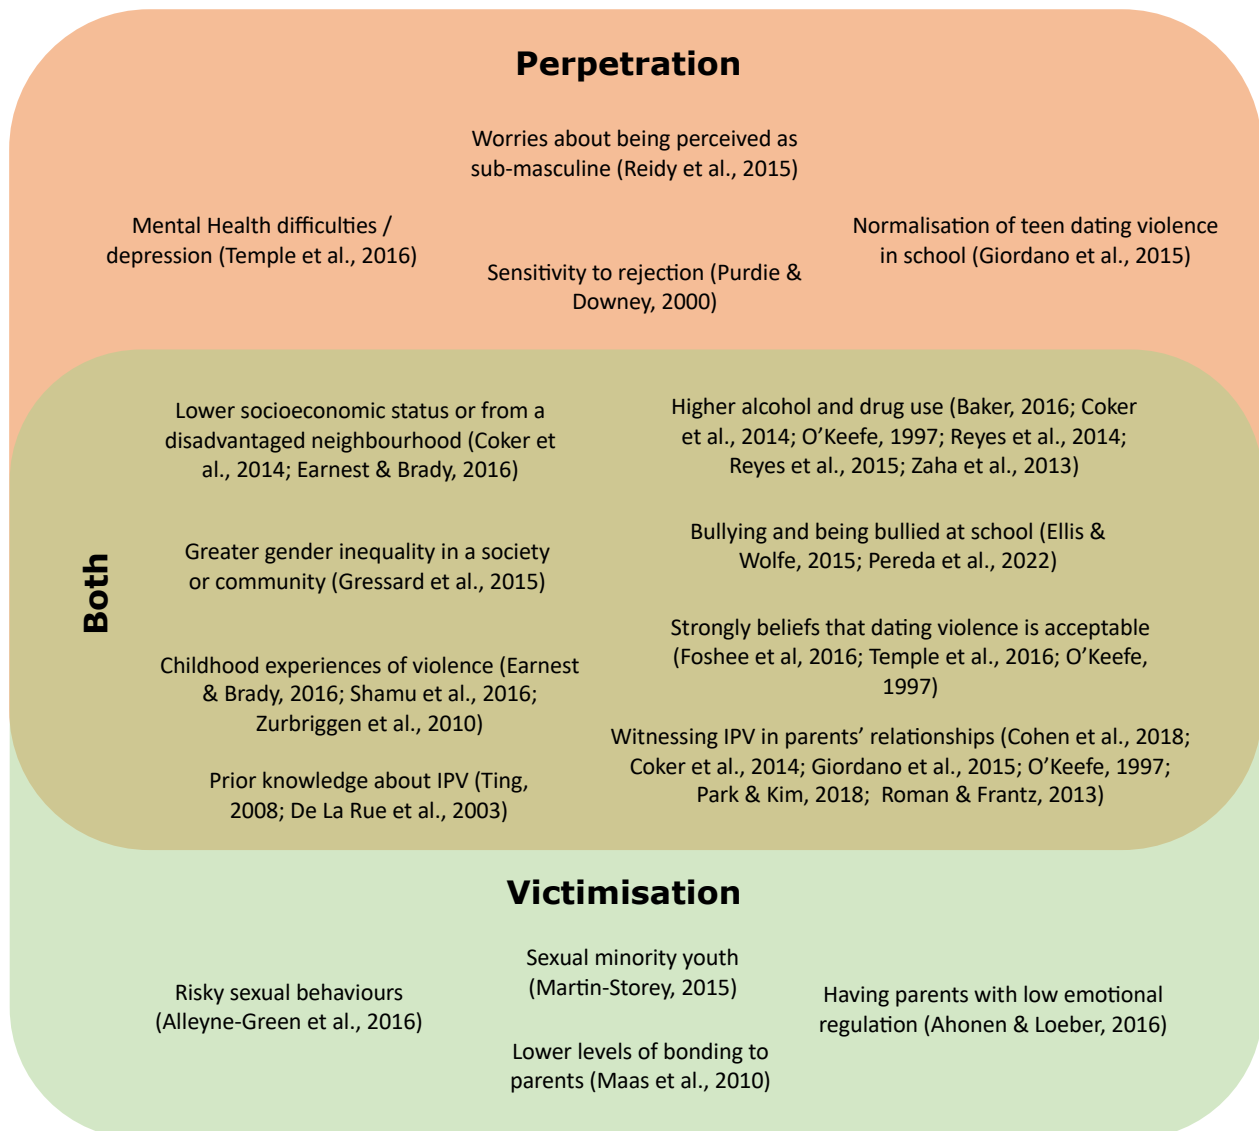 Perpetration
Worries about being perceived as
sub-masculine (Reidy et al., 2015)
Mental Health difficulties /
depression (Temple et al., 2016)
Sensitivity to rejection (Purdie &
Downey, 2000)
Normalisation of teen dating violence
in school (Giordano et al., 2015)
Both
Lower socioeconomic status or from a
disadvantaged neighbourhood (Coker et
al., 2014; Earnest & Brady, 2016)
Greater gender inequality in a society
or community (Gressard et al., 2015)
Childhood experiences of violence (Earnest
& Brady, 2016; Shamu et al., 2016;
Zurbriggen et al., 2010)
Prior knowledge about IPV (Ting,
2008; De La Rue et al., 2003)
Higher alcohol and drug use (Baker, 2016; Coker
et al., 2014; O’Keefe, 1997; Reyes et al., 2014;
Reyes et al., 2015; Zaha et al., 2013)
Bullying and being bullied at school (Ellis &
Wolfe, 2015; Pereda et al., 2022)
Strongly beliefs that dating violence is acceptable
(Foshee et al, 2016; Temple et al., 2016; O’Keefe,
1997)
Witnessing IPV in parents’ relationships (Cohen et al., 2018;
Coker et al., 2014; Giordano et al., 2015; O’Keefe, 1997;
Park & Kim, 2018;  Roman & Frantz, 2013)
Victimisation
Sexual minority youth
(Martin-Storey, 2015)
Risky sexual behaviours
(Alleyne-Green et al., 2016)
Lower levels of bonding to
parents (Maas et al., 2010)
Having parents with low emotional
regulation (Ahonen & Loeber, 2016)